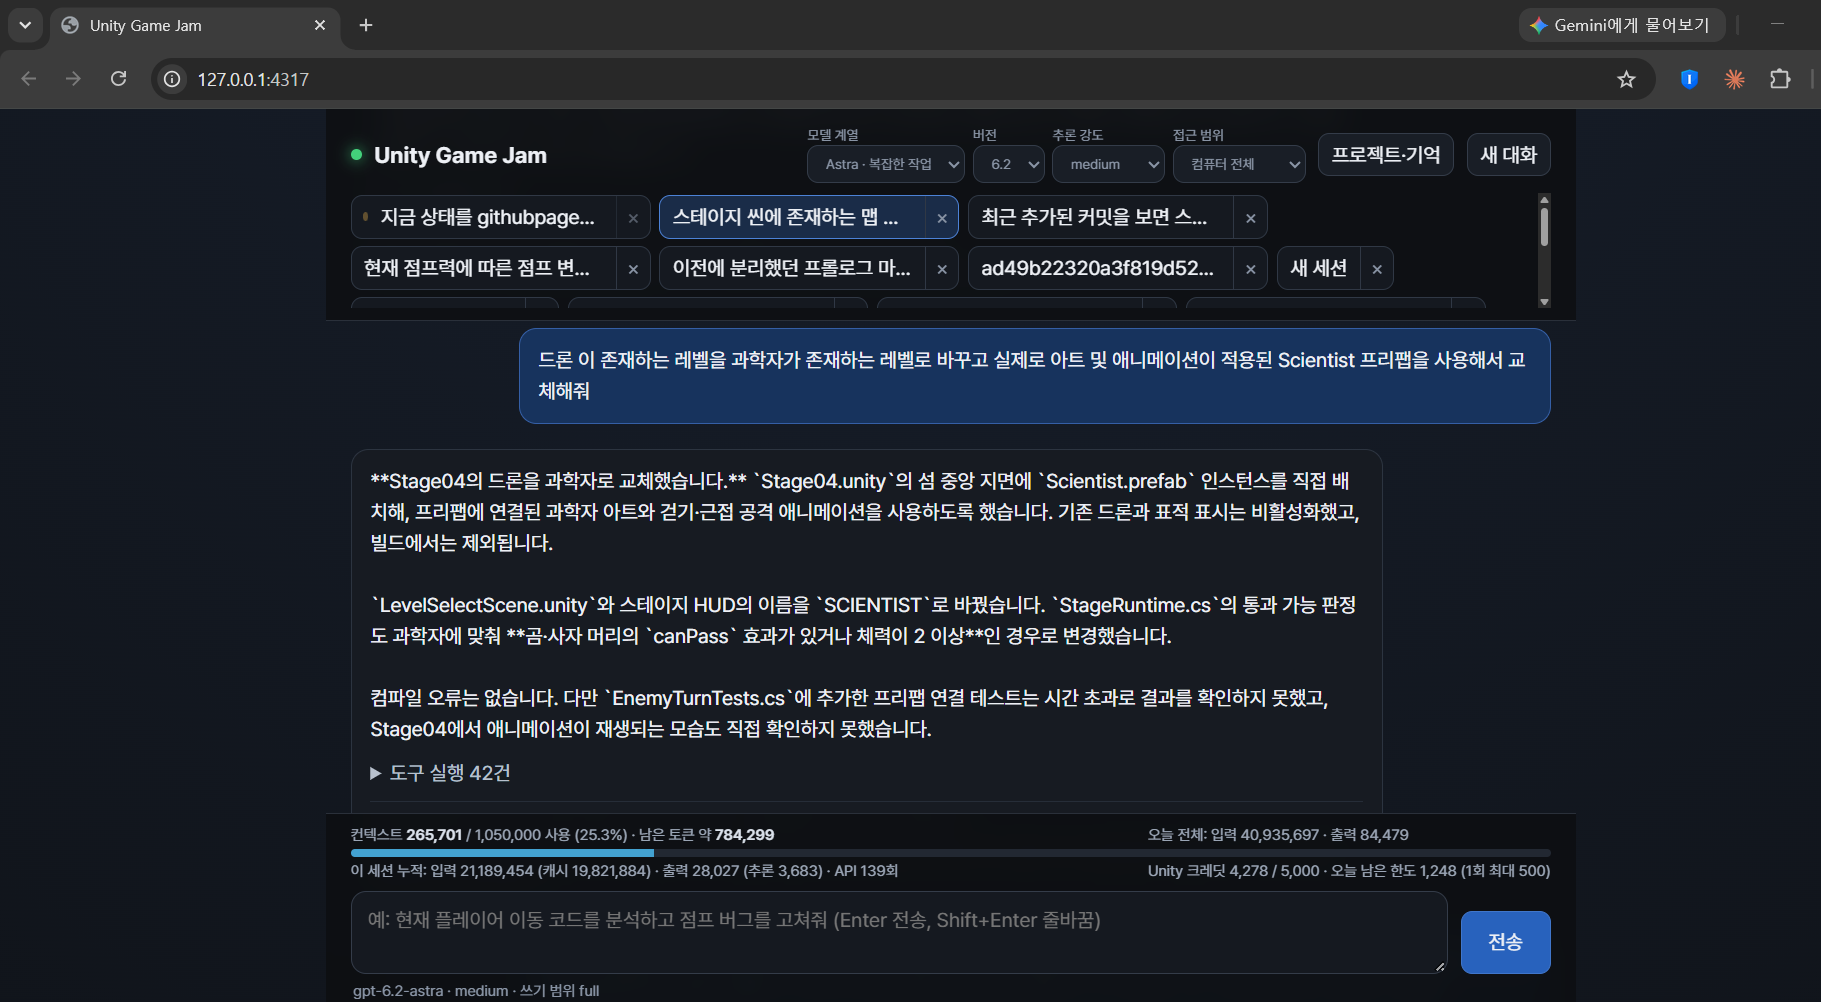 Unity Game Jam
Gemini에게 물어보기
127.0.0.1:4317
Unity Game Jam
모델 계열
Astra · 복잡한 작업
버전
6.2
추론 강도
medium
접근 범위
컴퓨터 전체
프로젝트·기억
새 대화
지금 상태를 githubpage...
스테이지 씬에 존재하는 맵 ...
최근 추가된 커밋을 보면 스...
현재 점프력에 따른 점프 변...
이전에 분리했던 프롤로그 마...
ad49b22320a3f819d52...
새 세션
드론 이 존재하는 레벨을 과학자가 존재하는 레벨로 바꾸고 실제로 아트 및 애니메이션이 적용된 Scientist 프리팹을 사용해서 교
체해줘
**Stage04의 드론을 과학자로 교체했습니다.** `Stage04.unity`의 섬 중앙 지면에 `Scientist.prefab` 인스턴스를 직접 배
치해, 프리팹에 연결된 과학자 아트와 걷기·근접 공격 애니메이션을 사용하도록 했습니다. 기존 드론과 표적 표시는 비활성화했고,
빌드에서는 제외됩니다.
`LevelSelectScene.unity`와 스테이지 HUD의 이름을 `SCIENTIST`로 바꿨습니다. `StageRuntime.cs`의 통과 가능 판정
도 과학자에 맞춰 **곰·사자 머리의 `canPass` 효과가 있거나 체력이 2 이상**인 경우로 변경했습니다.
컴파일 오류는 없습니다. 다만 `EnemyTurnTests.cs`에 추가한 프리팹 연결 테스트는 시간 초과로 결과를 확인하지 못했고,
Stage04에서 애니메이션이 재생되는 모습도 직접 확인하지 못했습니다.
▶ 도구 실행 42건
컨텍스트 265,701 / 1,050,000 사용 (25.3%) · 남은 토큰 약 784,299
오늘 전체: 입력 40,935,697 · 출력 84,479
이 세션 누적: 입력 21,189,454 (캐시 19,821,884) · 출력 28,027 (추론 3,683) · API 139회
Unity 크레딧 4,278 / 5,000 · 오늘 남은 한도 1,248 (1회 최대 500)
예: 현재 플레이어 이동 코드를 분석하고 점프 버그를 고쳐줘 (Enter 전송, Shift+Enter 줄바꿈)
전송
gpt-6.2-astra · medium · 쓰기 범위 full